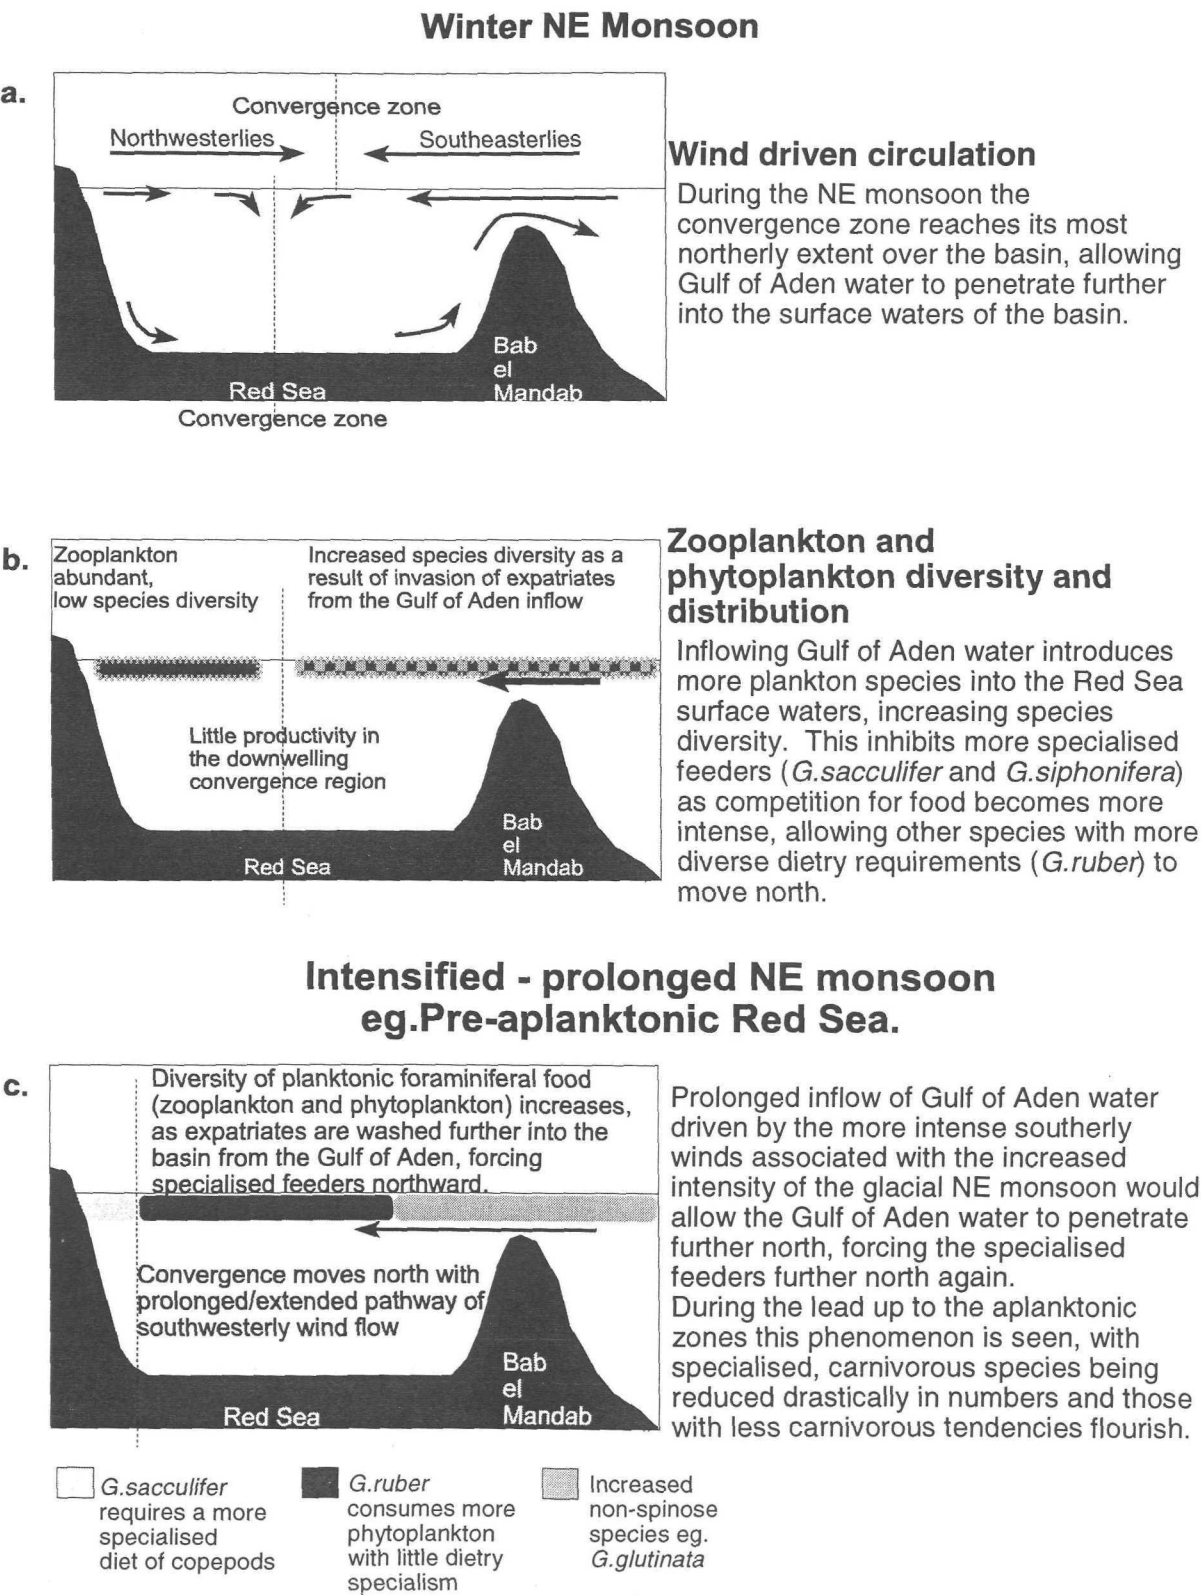 Winter NE Monsoon
a.
Convergence zone
Northwesterlies
Southeasterlies
Bab
el
Mandab
Red Sea
Convergence zone
Wind driven circulation
During the NE monsoon the
convergence zone reaches its most
northerly extent over the basin, allowing
Gulf of Aden water to penetrate further
into the surface waters of the basin.
b.
Zooplankton
abundant,
low species diversity
Increased species diversity as a
result of invasion of expatriates
from the Gulf of Aden inflow
Little productivity in
the downwelling
convergence region
Bab
el
Mandab
Red Sea
Zooplankton and
phytoplankton diversity and
distribution
Inflowing Gulf of Aden water introduces
more plankton species into the Red Sea
surface waters, increasing species
diversity. This inhibits more specialised
feeders (G.sacculifer and G.siphonifera)
as competition for food becomes more
intense, allowing other species with more
diverse dietry requirements (G.ruber) to
move north.
Intensified - prolonged NE monsoon
eg.Pre-aplanktonic Red Sea.
c.
Diversity of planktonic foraminiferal food
(zooplankton and phytoplankton) increases,
as expatriates are washed further into the
basin from the Gulf of Aden, forcing
specialised feeders northward.
Convergence moves north with
prolonged/extended pathway of
southwesterly wind flow
Bab
el
Mandab
Red Sea
Prolonged inflow of Gulf of Aden water
driven by the more intense southerly
winds associated with the increased
intensity of the glacial NE monsoon would
allow the Gulf of Aden water to penetrate
further north, forcing the specialised
feeders further north again.
During the lead up to the aplanktonic
zones this phenomenon is seen, with
specialised, carnivorous species being
reduced drastically in numbers and those
with less carnivorous tendencies flourish.
G.sacculifer
requires a more
specialised
diet of copepods
G.ruber
consumes more
phytoplankton
with little dietry
specialism
Increased
non-spinose
species eg.
G.glutinata